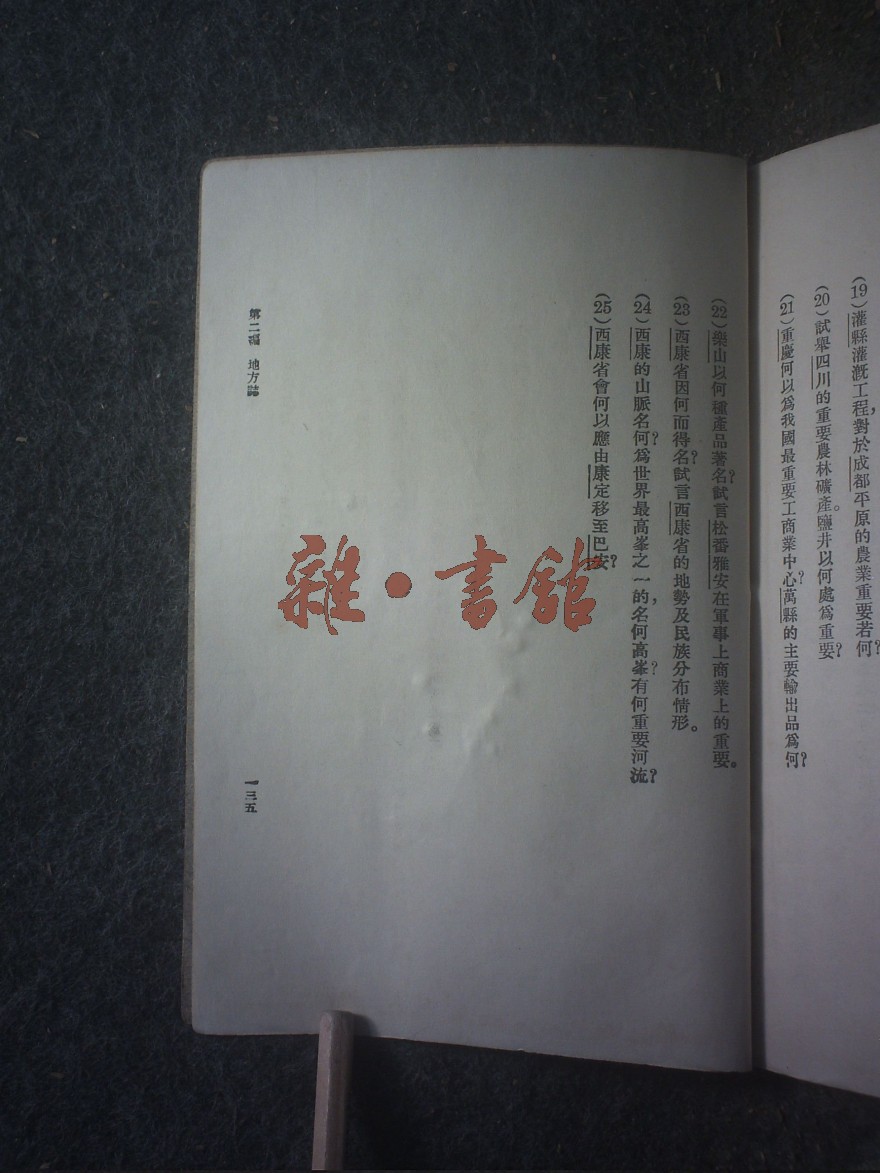 (19)灌縣灌漑工程,對於成都平原的農業重要若何?
(20)試舉四川的重要農林礦產。鹽井以何處爲重要?
(21)重慶何以爲我國最重要工商業中心?萬縣的主要輸出品爲何?
(22)樂山以何種產品著名?試言松番雅安在軍事上商業上的重要。
(23)西康省因何而得名?試言西康省的地勢及民族分布情形。
(24)西康的山脈名何?爲世界最高峯之一的,名何高峯?有何重要河流?
(25)西康省會何以應由康定移至巴安?
第二編 地方誌
一三五
雜·書館